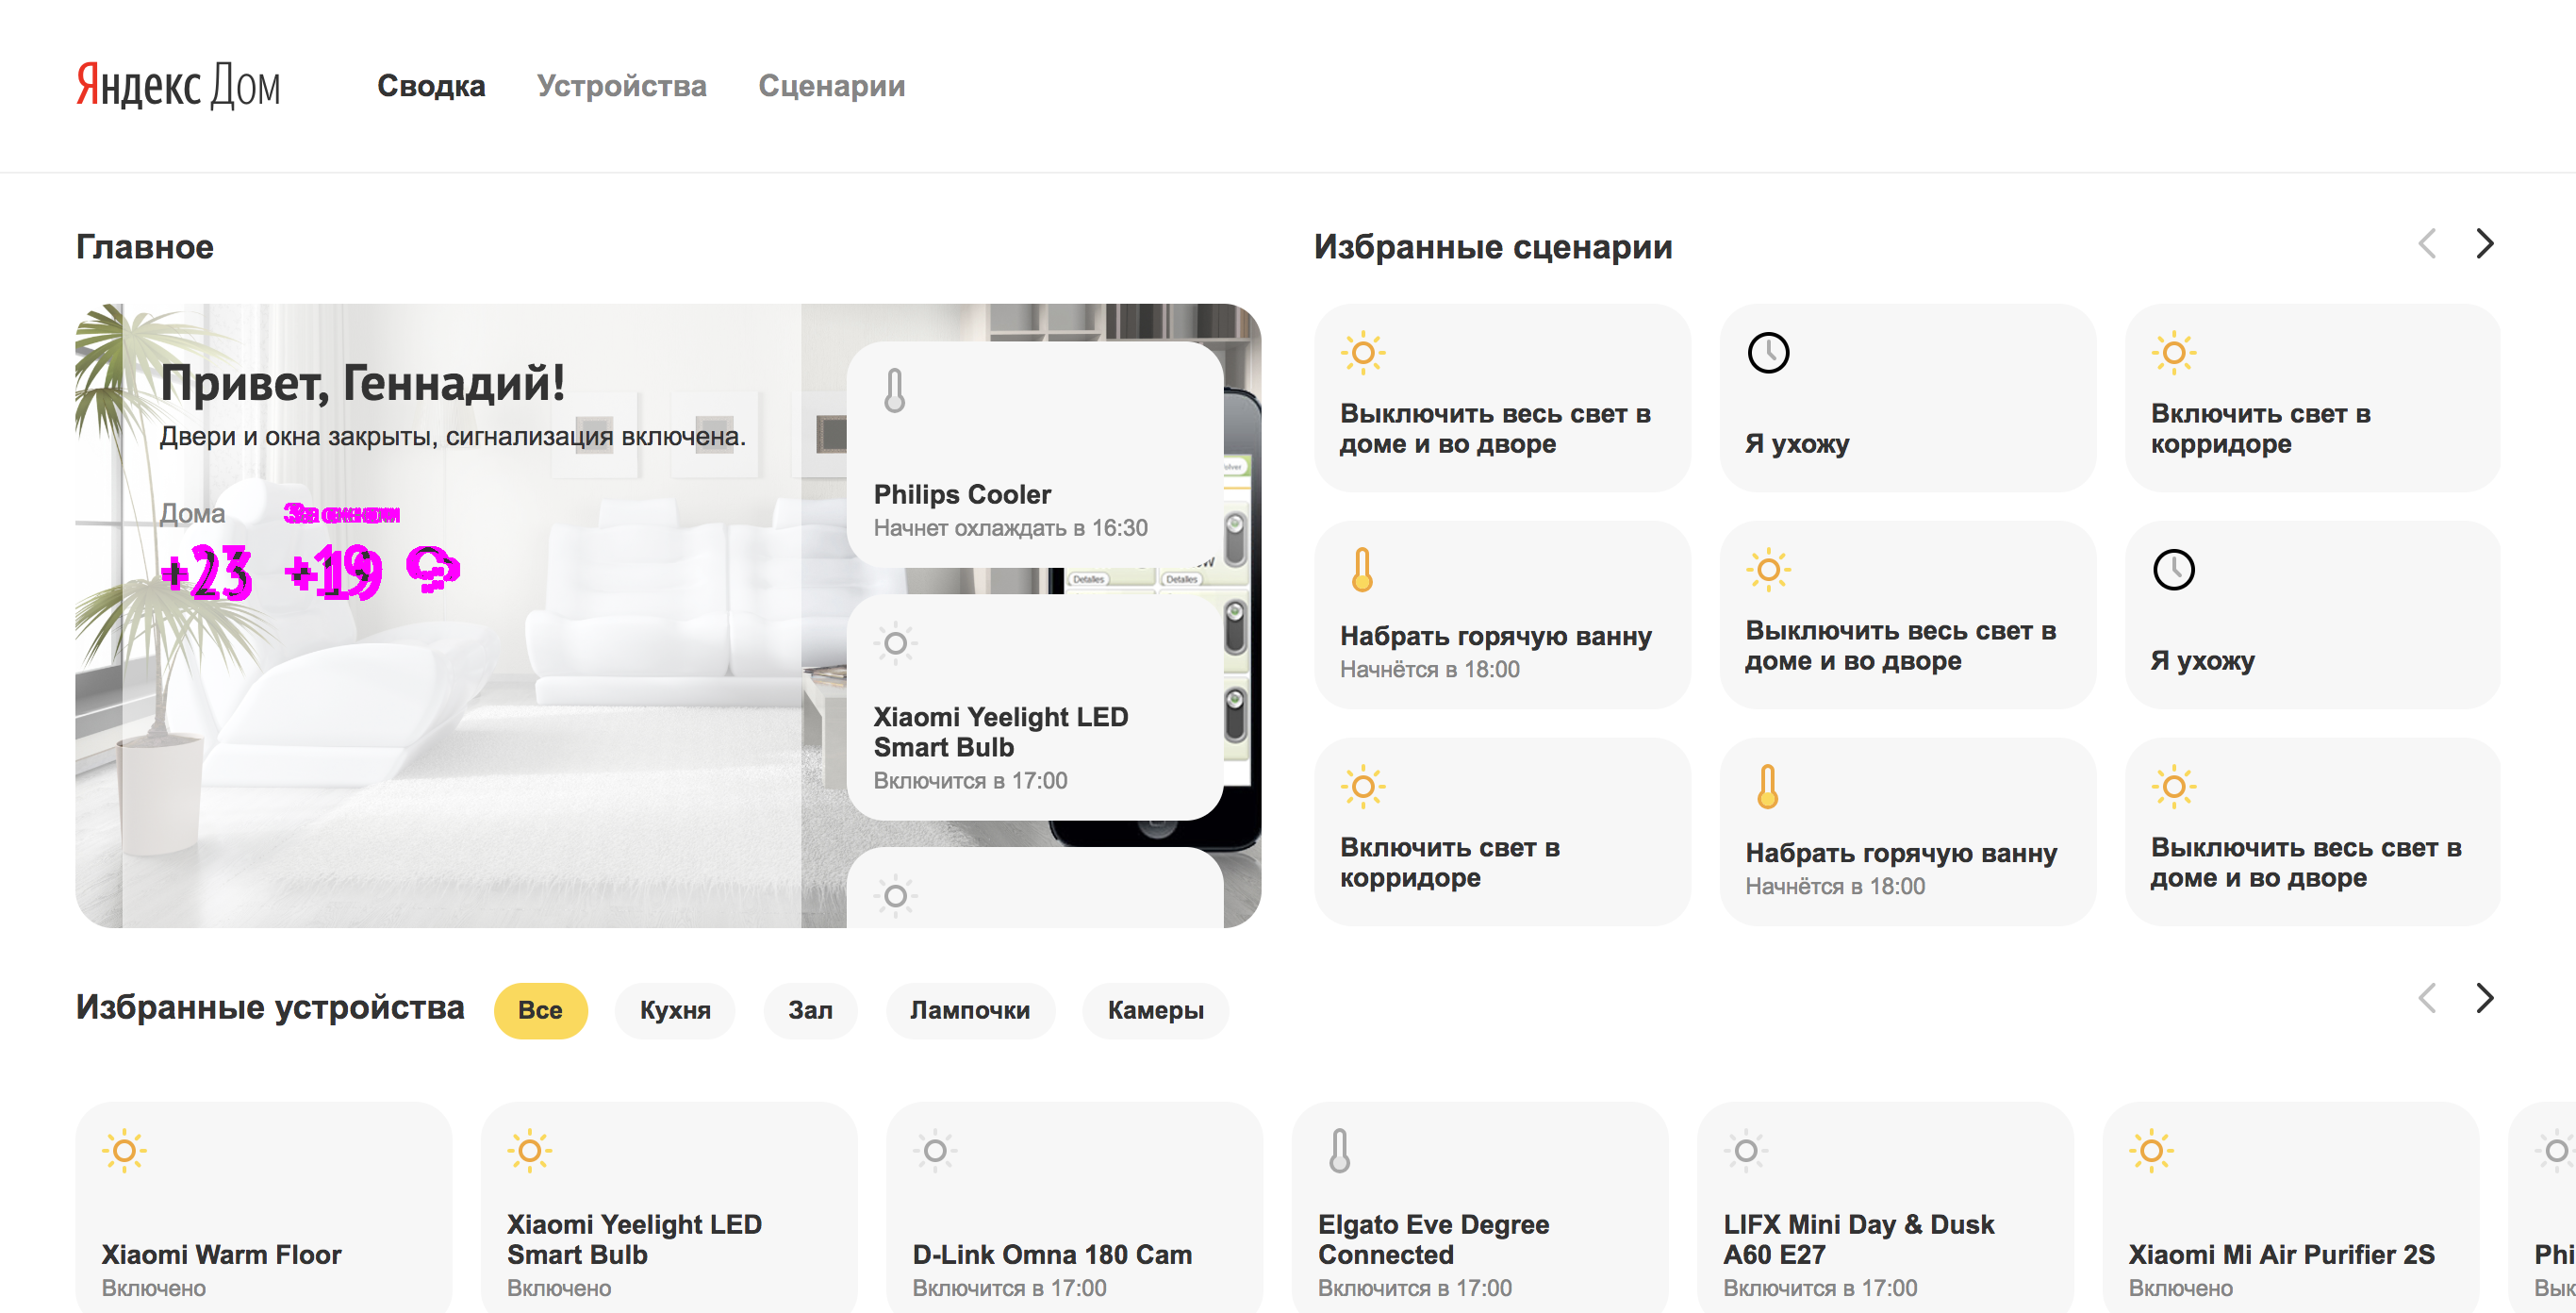 Яндекс Дом
Сводка
Устройства
Сценарии
Главное
Привет, Геннадий!
Двери и окна закрыты, сигнализация включена.
Дома
+23
+19
Philips Cooler
Начнет охлаждать в 16:30
Xiaomi Yeelight LED
Smart Bulb
Включится в 17:00
Detalles
Detalles
Избранные сценарии
Выключить весь свет в
доме и во дворе
Я ухожу
Включить свет в
корридоре
Набрать горячую ванну
Начнётся в 18:00
Выключить весь свет в
доме и во дворе
Я ухожу
Включить свет в
корридоре
Набрать горячую ванну
Начнётся в 18:00
Выключить весь свет в
доме и во дворе
Избранные устройства
Все
Кухня
Зал
Лампочки
Камеры
Xiaomi Warm Floor
Включено
Xiaomi Yeelight LED
Smart Bulb
Включено
D-Link Omna 180 Cam
Включится в 17:00
Elgato Eve Degree
Connected
Включится в 17:00
LIFX Mini Day & Dusk
A60 E27
Включится в 17:00
Xiaomi Mi Air Purifier 2S
Включено
Phi
Вык